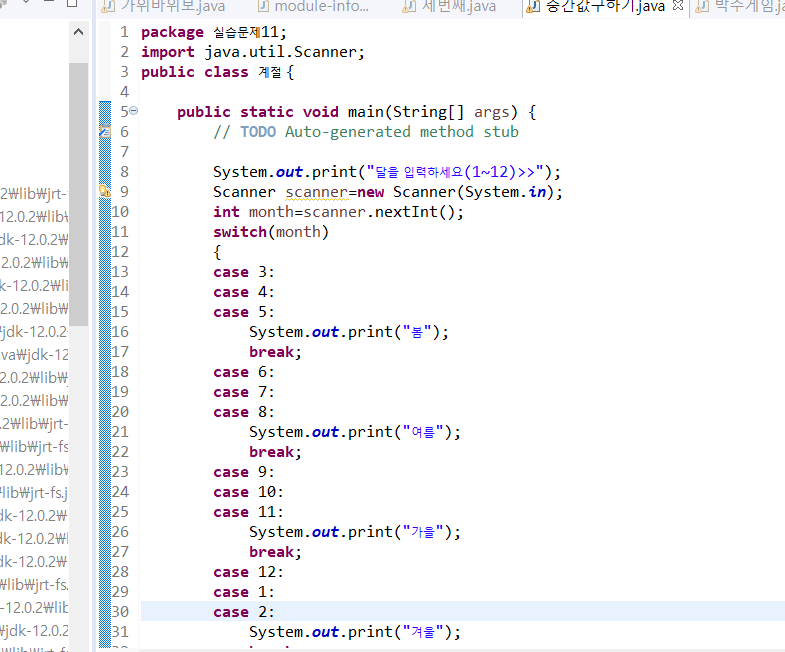 가위바위보.java module-info... 세번째.java 중간값구하기.java 박수게임.ja
1 package 실습문제11;
2 import java.util.Scanner;
3 public class 계절 {
4
5 public static void main(String[] args) {
6 // TODO Auto-generated method stub
7
8 System.out.print("달을 입력하세요(1~12)>>");
9 Scanner scanner=new Scanner(System.in);
10 int month=scanner.nextInt();
11 switch(month)
12 {
13 case 3:
14 case 4:
15 case 5:
16 System.out.print("봄");
17 break;
18 case 6:
19 case 7:
20 case 8:
21 System.out.print("여름");
22 break;
23 case 9:
24 case 10:
25 case 11:
26 System.out.print("가을");
27 break;
28 case 12:
29 case 1:
30 case 2:
31 System.out.print("겨울");
2₩lib₩jrt-
12.0.2₩lib₩
dk-12.0.2₩
2.0.2₩lib₩
k-12.0.2₩l
2.0.2₩lib₩
₩jdk-12.0.2
va₩jdk-12
2.0.2₩lib₩j
2.0.2₩lib₩
.2₩lib₩jrt-
₩lib₩jrt-fs
12.0.2₩lib₩
₩lib₩jrt-fs.j
dk-12.0.2₩
dk-12.0.2₩l
dk-12.0.2₩
₩lib₩jrt-fs.
-12.0.2₩lib
₩jdk-12.0.2